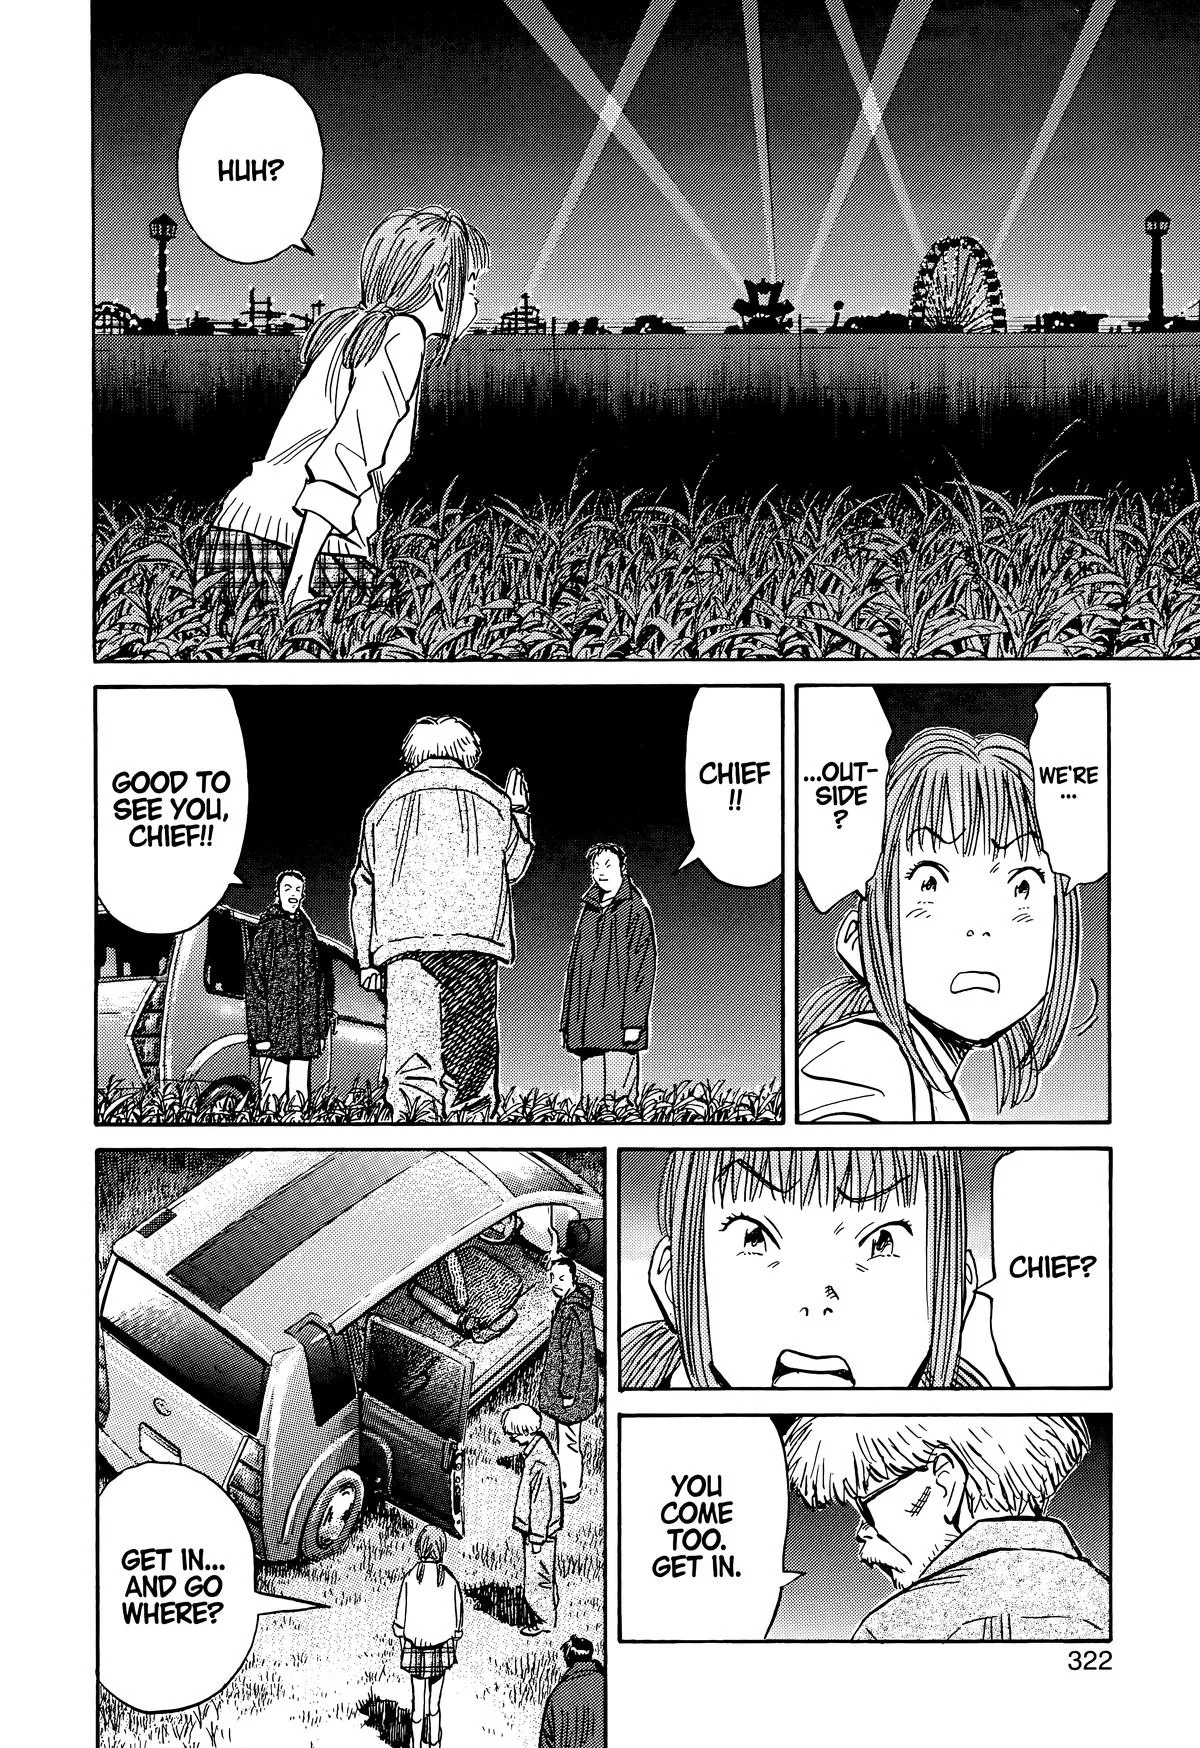 HUH?
WE'RE
...
...OUT-
SIDE
?
CHIEF
!!
GOOD TO
SEE YOU,
CHIEF!!
CHIEF?
YOU
COME
TOO.
GET IN.
GET IN...
AND GO
WHERE?
322